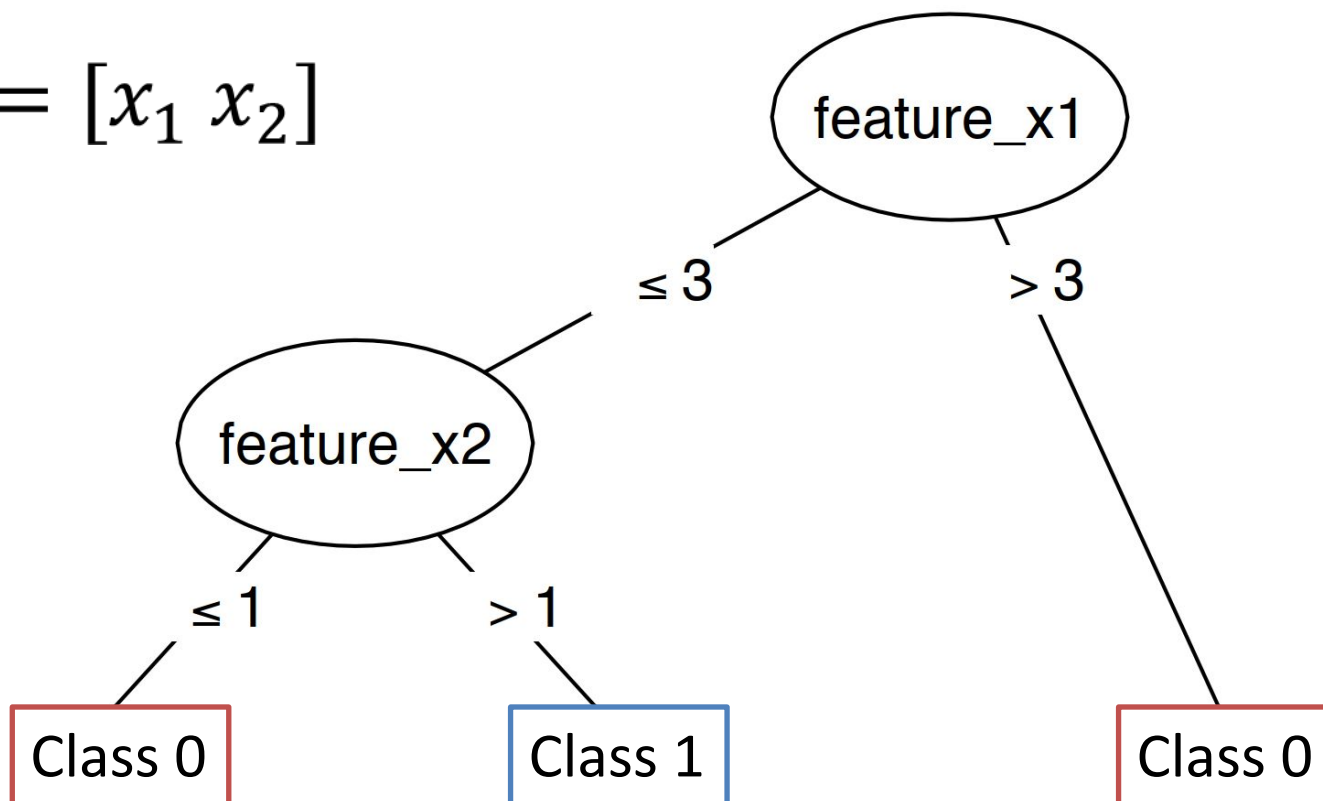 = [x₁ x₂]
feature_x1
≤ 3
> 3
feature_x2
≤ 1
> 1
Class 0
Class 1
Class 0